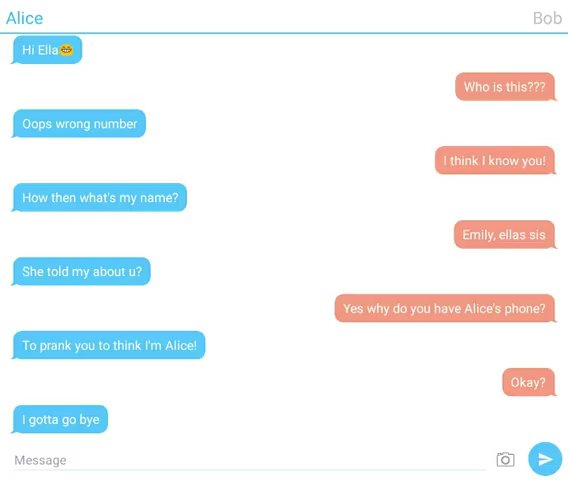 Alice
Bob
Hi Ella🤓
Who is this???
Oops wrong number
I think I know you!
How then what's my name?
Emily, ellas sis
She told my about u?
Yes why do you have Alice's phone?
To prank you to think I'm Alice!
Okay?
I gotta go bye
Message